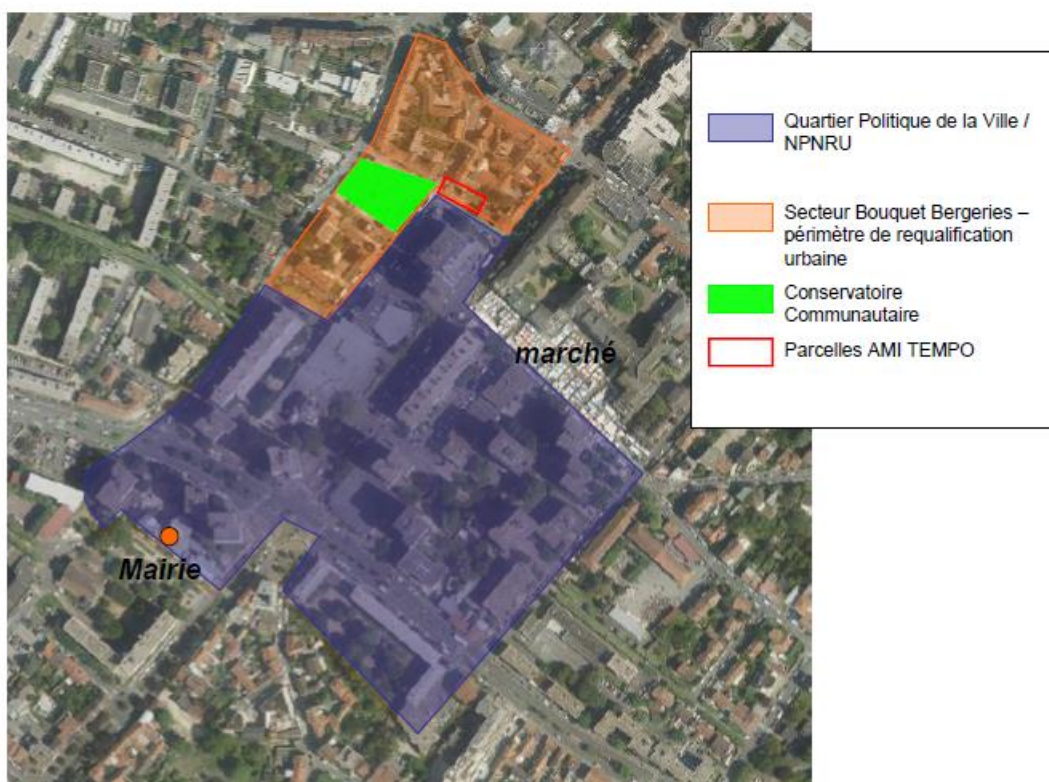 Quartier Politique de la Ville /
NPNRU
Secteur Bouquet Bergeries –
périmètre de requalification
urbaine
Conservatoire
Communautaire
Parcelles AMI TEMPO
marché
Mairie